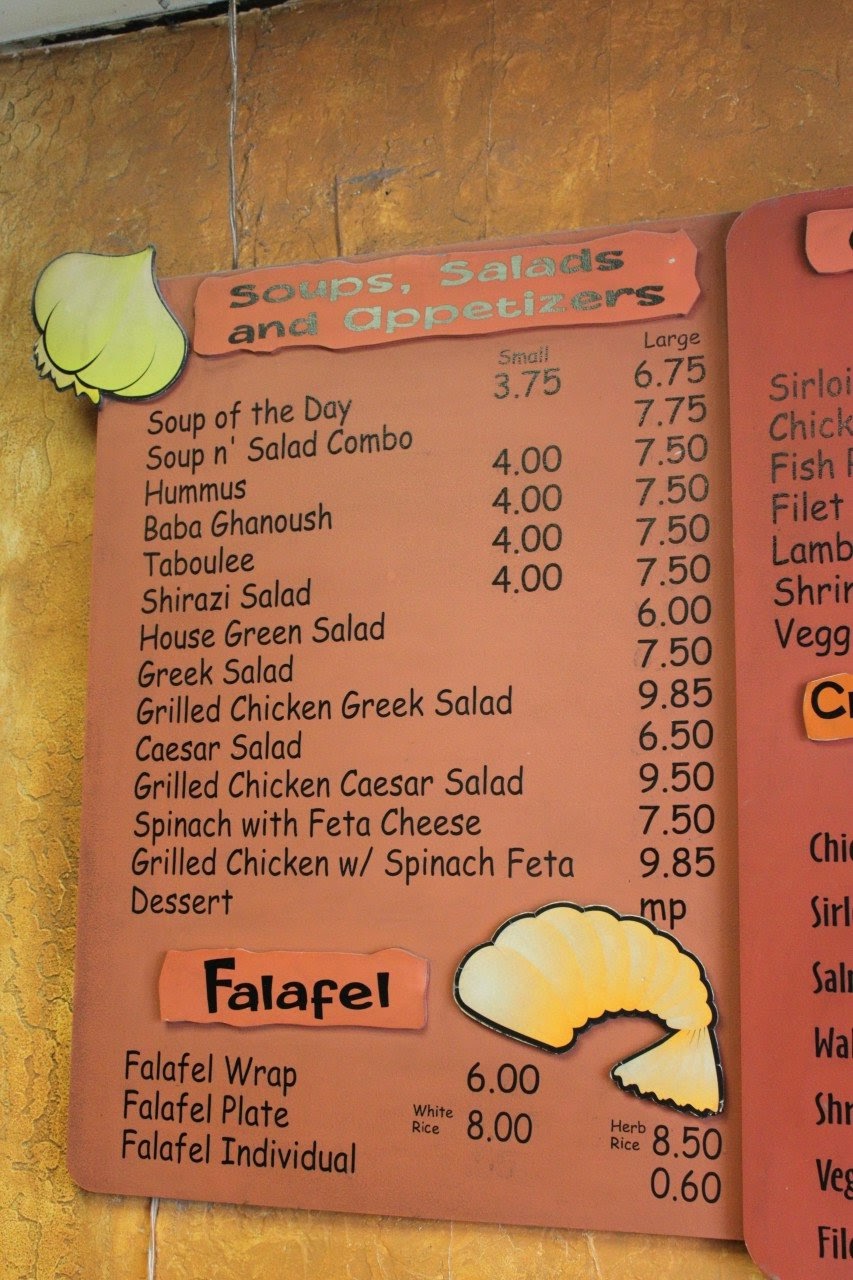 Soups, Salads
and Appetizers
Small Large
Soup of the Day 3.75 6.75
Soup n' Salad Combo 7.75
Hummus 4.00 7.50
Baba Ghanoush 4.00 7.50
Taboulee 4.00 7.50
Shirazi Salad 4.00 7.50
House Green Salad 6.00
Greek Salad 7.50
Grilled Chicken Greek Salad 9.85
Caesar Salad 6.50
Grilled Chicken Caesar Salad 9.50
Spinach with Feta Cheese 7.50
Grilled Chicken w/ Spinach Feta 9.85
Dessert mp
Falafel
Falafel Wrap 6.00
Falafel Plate White Rice 8.00 Herb Rice 8.50
Falafel Individual 0.60
Fish
Filet
Lamb